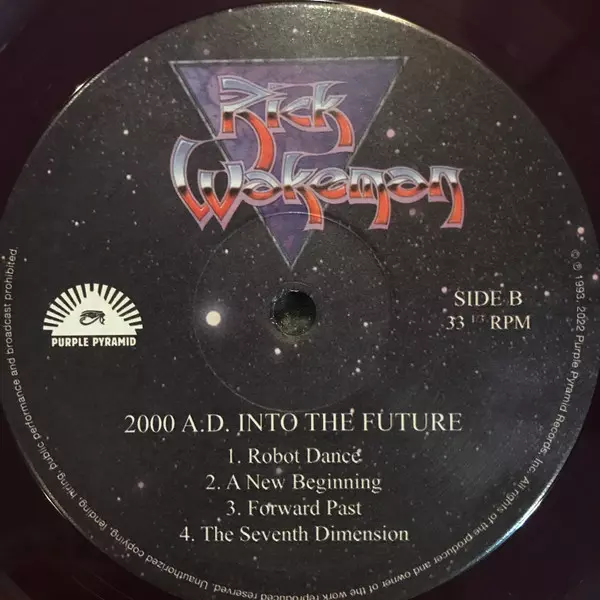 Rick
Wakeman
PURPLE PYRAMID
SIDE B
33 1/3 RPM
2000 A.D. INTO THE FUTURE
1. Robot Dance
2. A New Beginning
3. Forward Past
4. The Seventh Dimension
© ℗ 1993, 2022 Purple Pyramid Records, Inc. All rights of the producer and owner of the work reserved. Unauthorized copying, lending, hiring, public performance and broadcast prohibited.